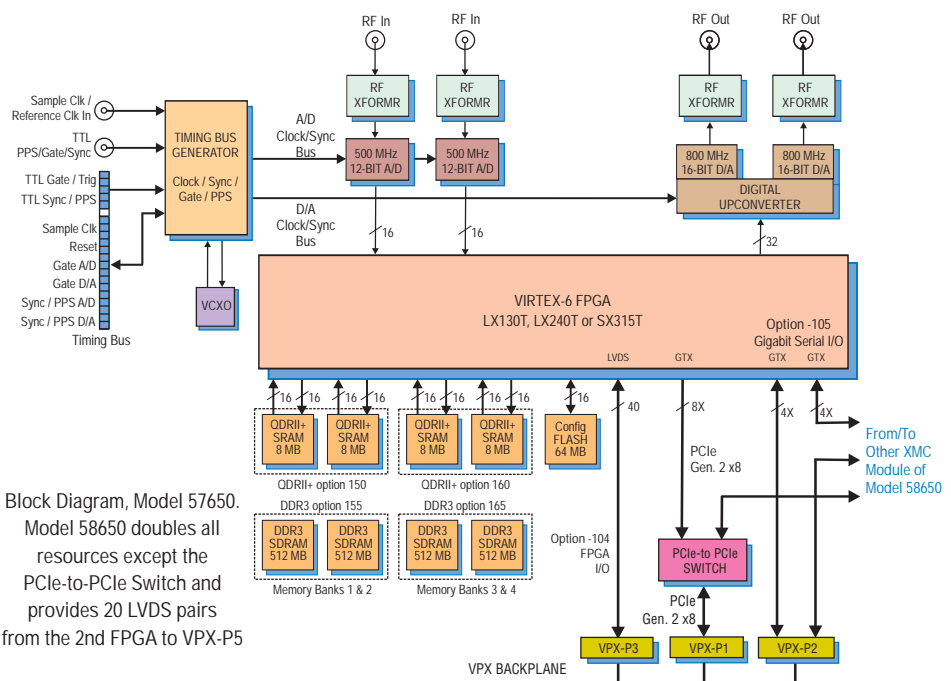 RF In
RF In
RF Out
RF Out
Sample Clk /
Reference Clk In
TTL
PPS/Gate/Sync
TTL Gate / Trig
TTL Sync / PPS
Sample Clk
Reset
Gate A/D
Gate D/A
Sync / PPS A/D
Sync / PPS D/A
Timing Bus
TIMING BUS
GENERATOR
Clock / Sync /
Gate / PPS
VCXO
A/D
Clock/Sync
Bus
D/A
Clock/Sync
Bus
RF
XFORMR
RF
XFORMR
500 MHz
12-BIT A/D
500 MHz
12-BIT A/D
16
16
RF
XFORMR
RF
XFORMR
800 MHz
16-BIT D/A
800 MHz
16-BIT D/A
DIGITAL
UPCONVERTER
32
VIRTEX-6 FPGA
LX130T, LX240T or SX315T
Option -105
Gigabit Serial I/O
LVDS
GTX
GTX
GTX
16
16
16
16
16
16
16
16
16
40
8X
4X
4X
QDRII+
SRAM
8 MB
QDRII+
SRAM
8 MB
QDRII+
SRAM
8 MB
QDRII+
SRAM
8 MB
Config
FLASH
64 MB
QDRII+ option 150
QDRII+ option 160
DDR3 option 155
DDR3 option 165
DDR3
SDRAM
512 MB
DDR3
SDRAM
512 MB
DDR3
SDRAM
512 MB
DDR3
SDRAM
512 MB
Memory Banks 1 & 2
Memory Banks 3 & 4
PCIe
Gen. 2 x8
From/To
Other XMC
Module of
Model 58650
Option -104
FPGA
I/O
PCIe-to PCIe
SWITCH
PCIe
Gen. 2 x8
VPX-P3
VPX-P1
VPX-P2
VPX BACKPLANE
Block Diagram, Model 57650.
Model 58650 doubles all
resources except the
PCIe-to-PCIe Switch and
provides 20 LVDS pairs
from the 2nd FPGA to VPX-P5